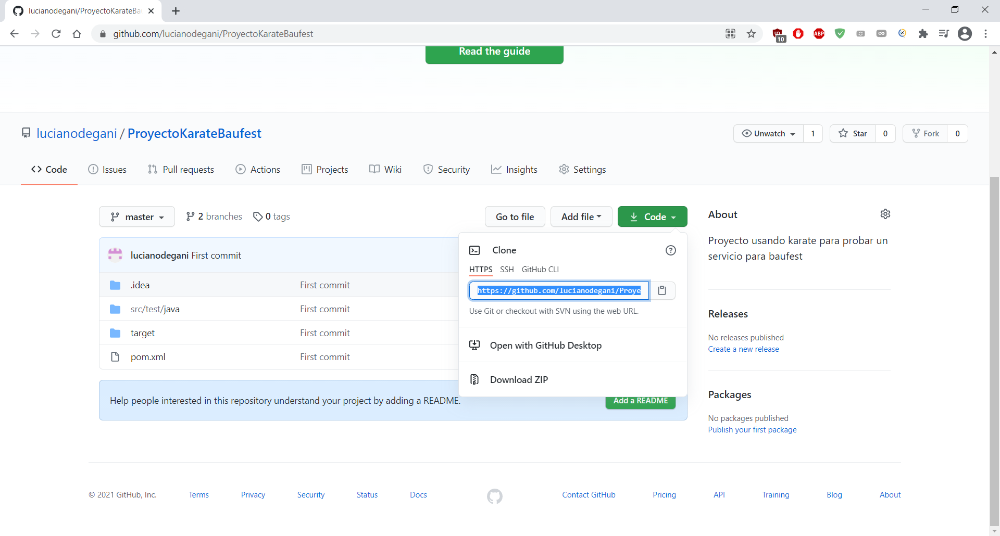 lucianodegani/ProyectoKarateBa
github.com/lucianodegani/ProyectoKarateBaufest
10
ABP
Read the guide
lucianodegani / ProyectoKarateBaufest
Unwatch 1
Star 0
Fork 0
Code
Issues
Pull requests
Actions
Projects
Wiki
Security
Insights
Settings
master
2 branches
0 tags
Go to file
Add file
Code
lucianodegani First commit
.idea First commit
src/test/java First commit
target First commit
pom.xml First commit
Clone
HTTPS SSH GitHub CLI
https://github.com/lucianodegani/Proye
Use Git or checkout with SVN using the web URL.
Open with GitHub Desktop
Download ZIP
Help people interested in this repository understand your project by adding a README.
Add a README
About
Proyecto usando karate para probar un
servicio para baufest
Releases
No releases published
Create a new release
Packages
No packages published
Publish your first package
© 2021 GitHub, Inc.
Terms
Privacy
Security
Status
Docs
Contact GitHub
Pricing
API
Training
Blog
About